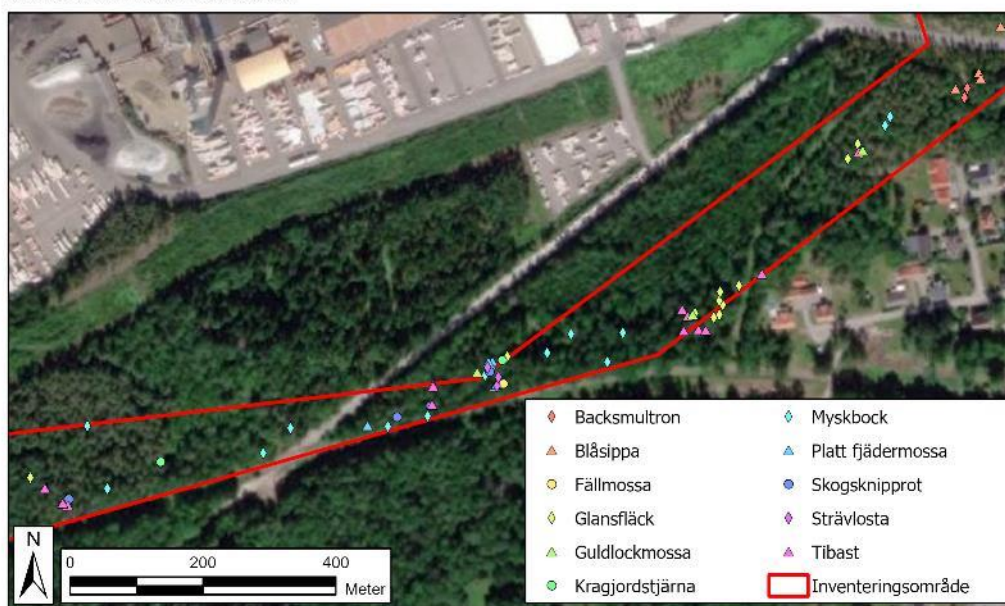 N
0 200 400
Meter
Backsmultron
Blåsippa
Fällmossa
Glansfläck
Guldlockmossa
Kragjordstjärna
Myskbock
Platt fjädermossa
Skogsknipprot
Strävlosta
Tibast
Inventeringsområde